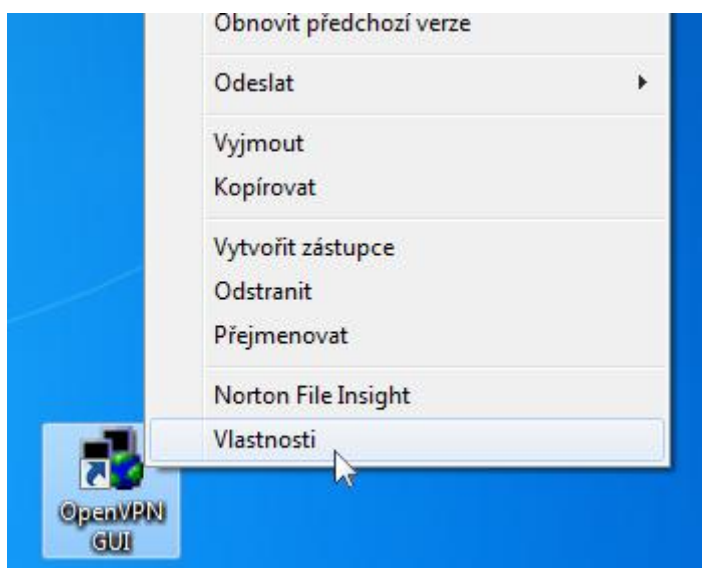 Obnovit předchozí verze
Odeslat
Vyjmout
Kopírovat
Vytvořit zástupce
Odstranit
Přejmenovat
Norton File Insight
Vlastnosti
OpenVPN
GUI